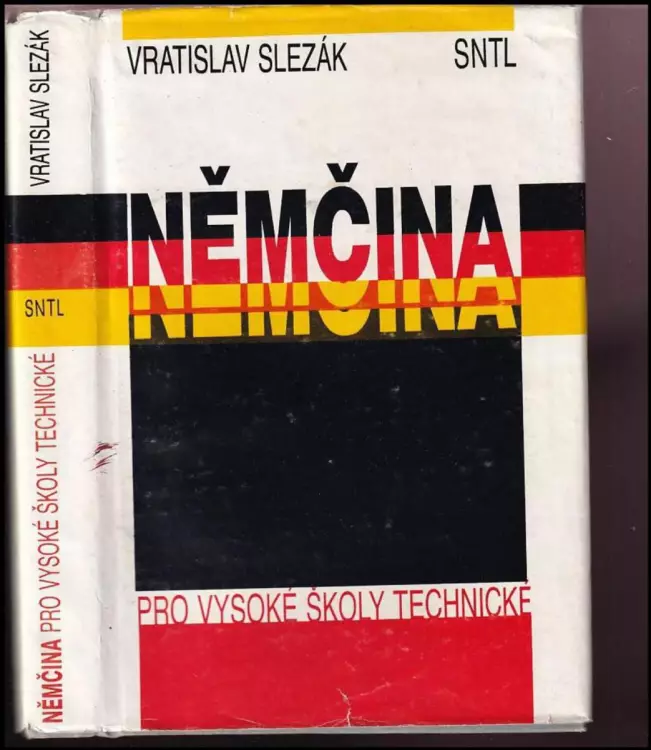 VRATISLAV SLEZÁK
SNTL
NĚMČINA
NĚMČINA
PRO VYSOKÉ ŠKOLY TECHNICKÉ
VRATISLAV SLEZÁK
SNTL
NĚMČINA PRO VYSOKÉ ŠKOLY TECHNICKÉ